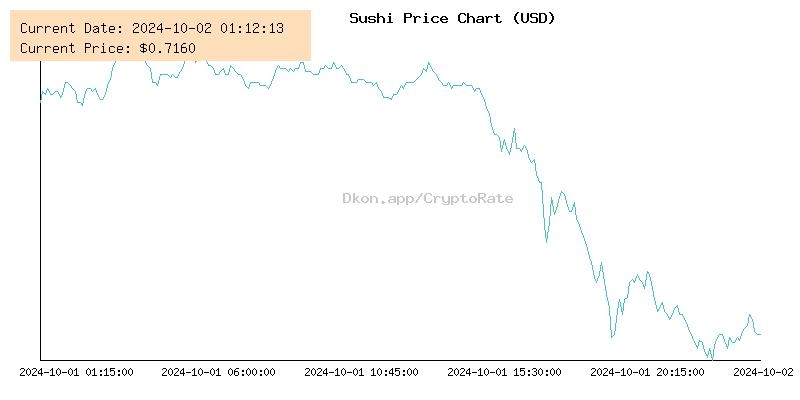 Sushi Price Chart (USD)
Current Date: 2024-10-02 01:12:13
Current Price: $0.7160
Dkon.app/CryptoRate
2024-10-01 01:15:00 2024-10-01 06:00:00 2024-10-01 10:45:00 2024-10-01 15:30:00 2024-10-01 20:15:00 2024-10-02